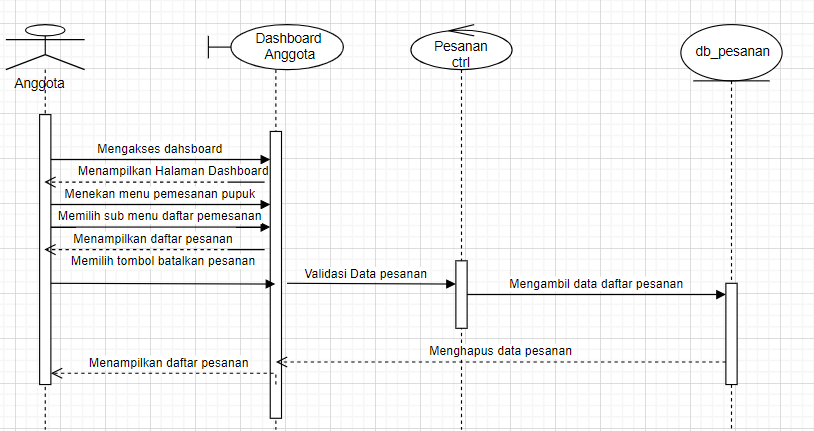 Anggota
Dashboard
Anggota
Pesanan
ctrl
db_pesanan
Mengakses dahsboard
Menampilkan Halaman Dashboard
Menekan menu pemesanan pupuk
Memilih sub menu daftar pemesanan
Menampilkan daftar pesanan
Memilih tombol batalkan pesanan
Validasi Data pesanan
Mengambil data daftar pesanan
Menghapus data pesanan
Menampilkan daftar pesanan